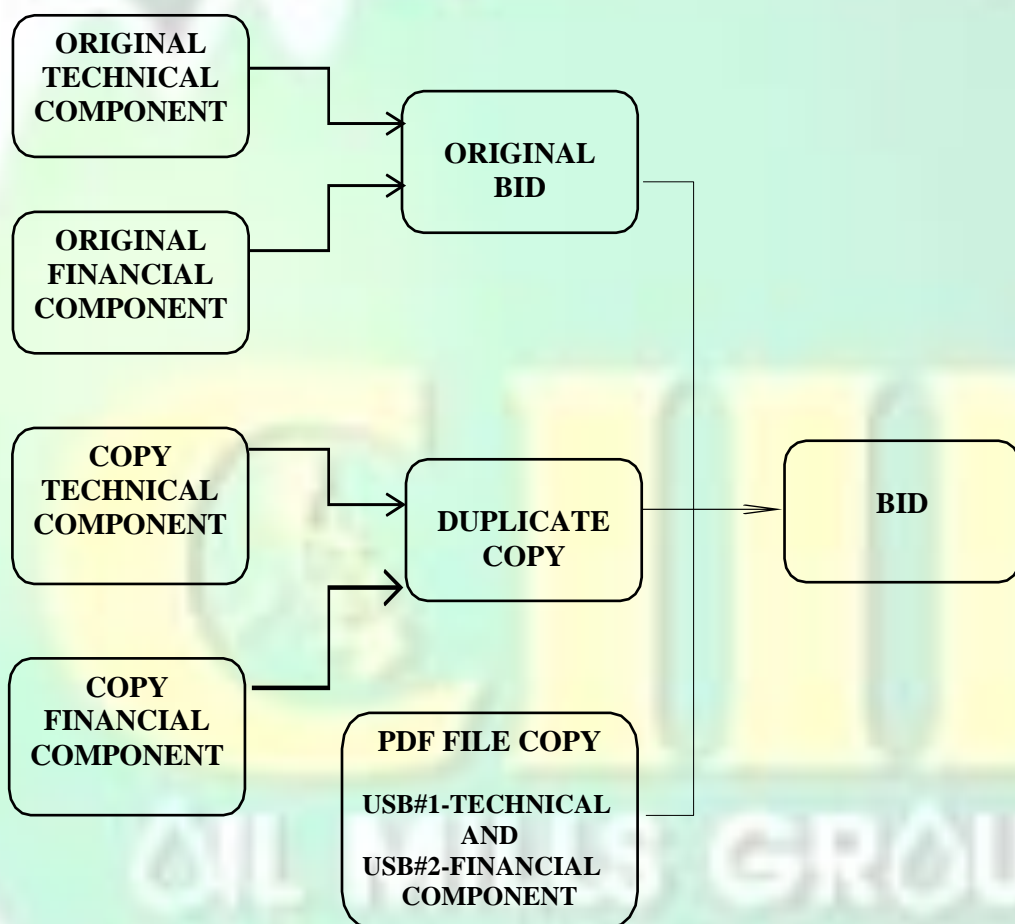 ORIGINAL
TECHNICAL
COMPONENT
ORIGINAL
BID
ORIGINAL
FINANCIAL
COMPONENT
COPY
TECHNICAL
COMPONENT
DUPLICATE
COPY
BID
COPY
FINANCIAL
COMPONENT
PDF FILE COPY
USB#1-TECHNICAL
AND
USB#2-FINANCIAL
COMPONENT